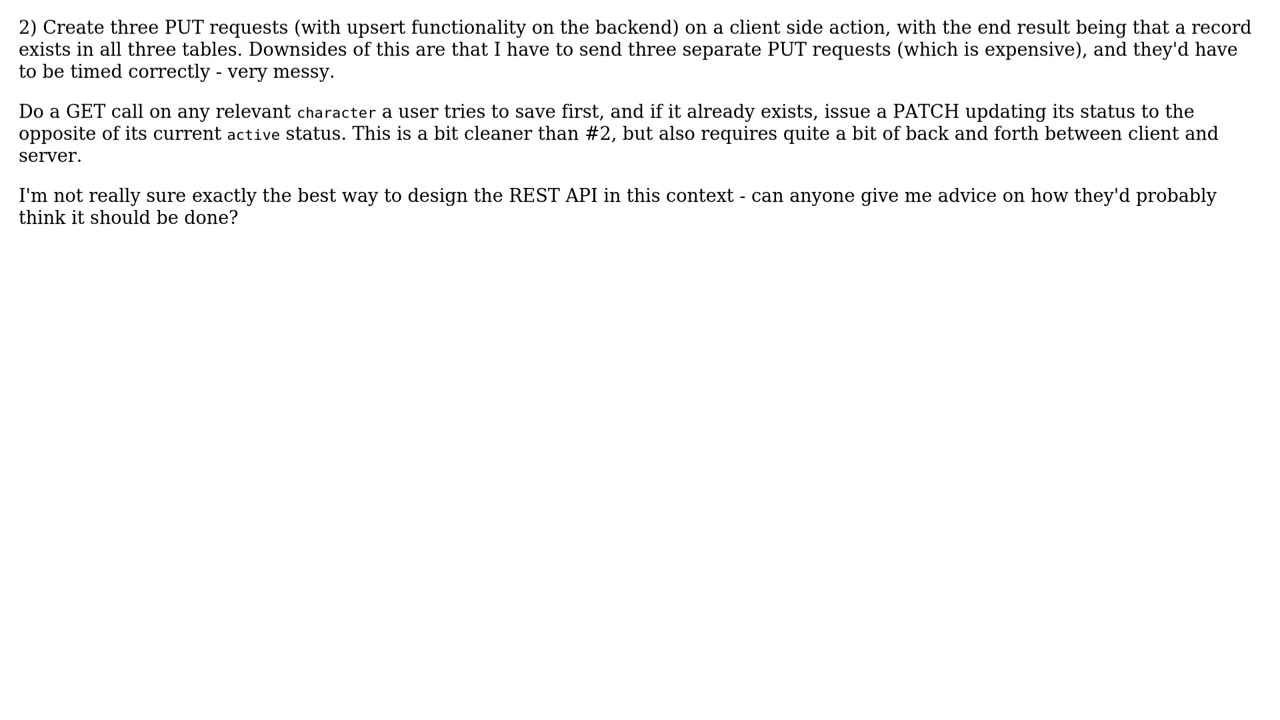 2) Create three PUT requests (with upsert functionality on the backend) on a client side action, with the end result being that a record
exists in all three tables. Downsides of this are that I have to send three separate PUT requests (which is expensive), and they'd have
to be timed correctly - very messy.
Do a GET call on any relevant character a user tries to save first, and if it already exists, issue a PATCH updating its status to the
opposite of its current active status. This is a bit cleaner than #2, but also requires quite a bit of back and forth between client and
server.
I'm not really sure exactly the best way to design the REST API in this context - can anyone give me advice on how they'd probably
think it should be done?